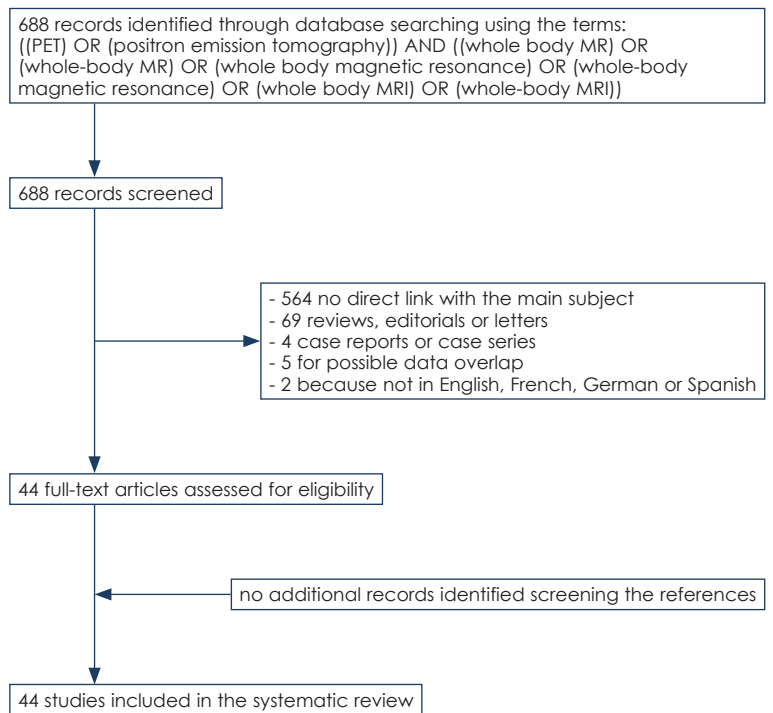 688 records identified through database searching using the terms:
((PET) OR (positron emission tomography)) AND ((whole body MR) OR
(whole-body MR) OR (whole body magnetic resonance) OR (whole-body
magnetic resonance) OR (whole body MRI) OR (whole-body MRI))
688 records screened
- 564 no direct link with the main subject
- 69 reviews, editorials or letters
- 4 case reports or case series
- 5 for possible data overlap
- 2 because not in English, French, German or Spanish
44 full-text articles assessed for eligibility
no additional records identified screening the references
44 studies included in the systematic review